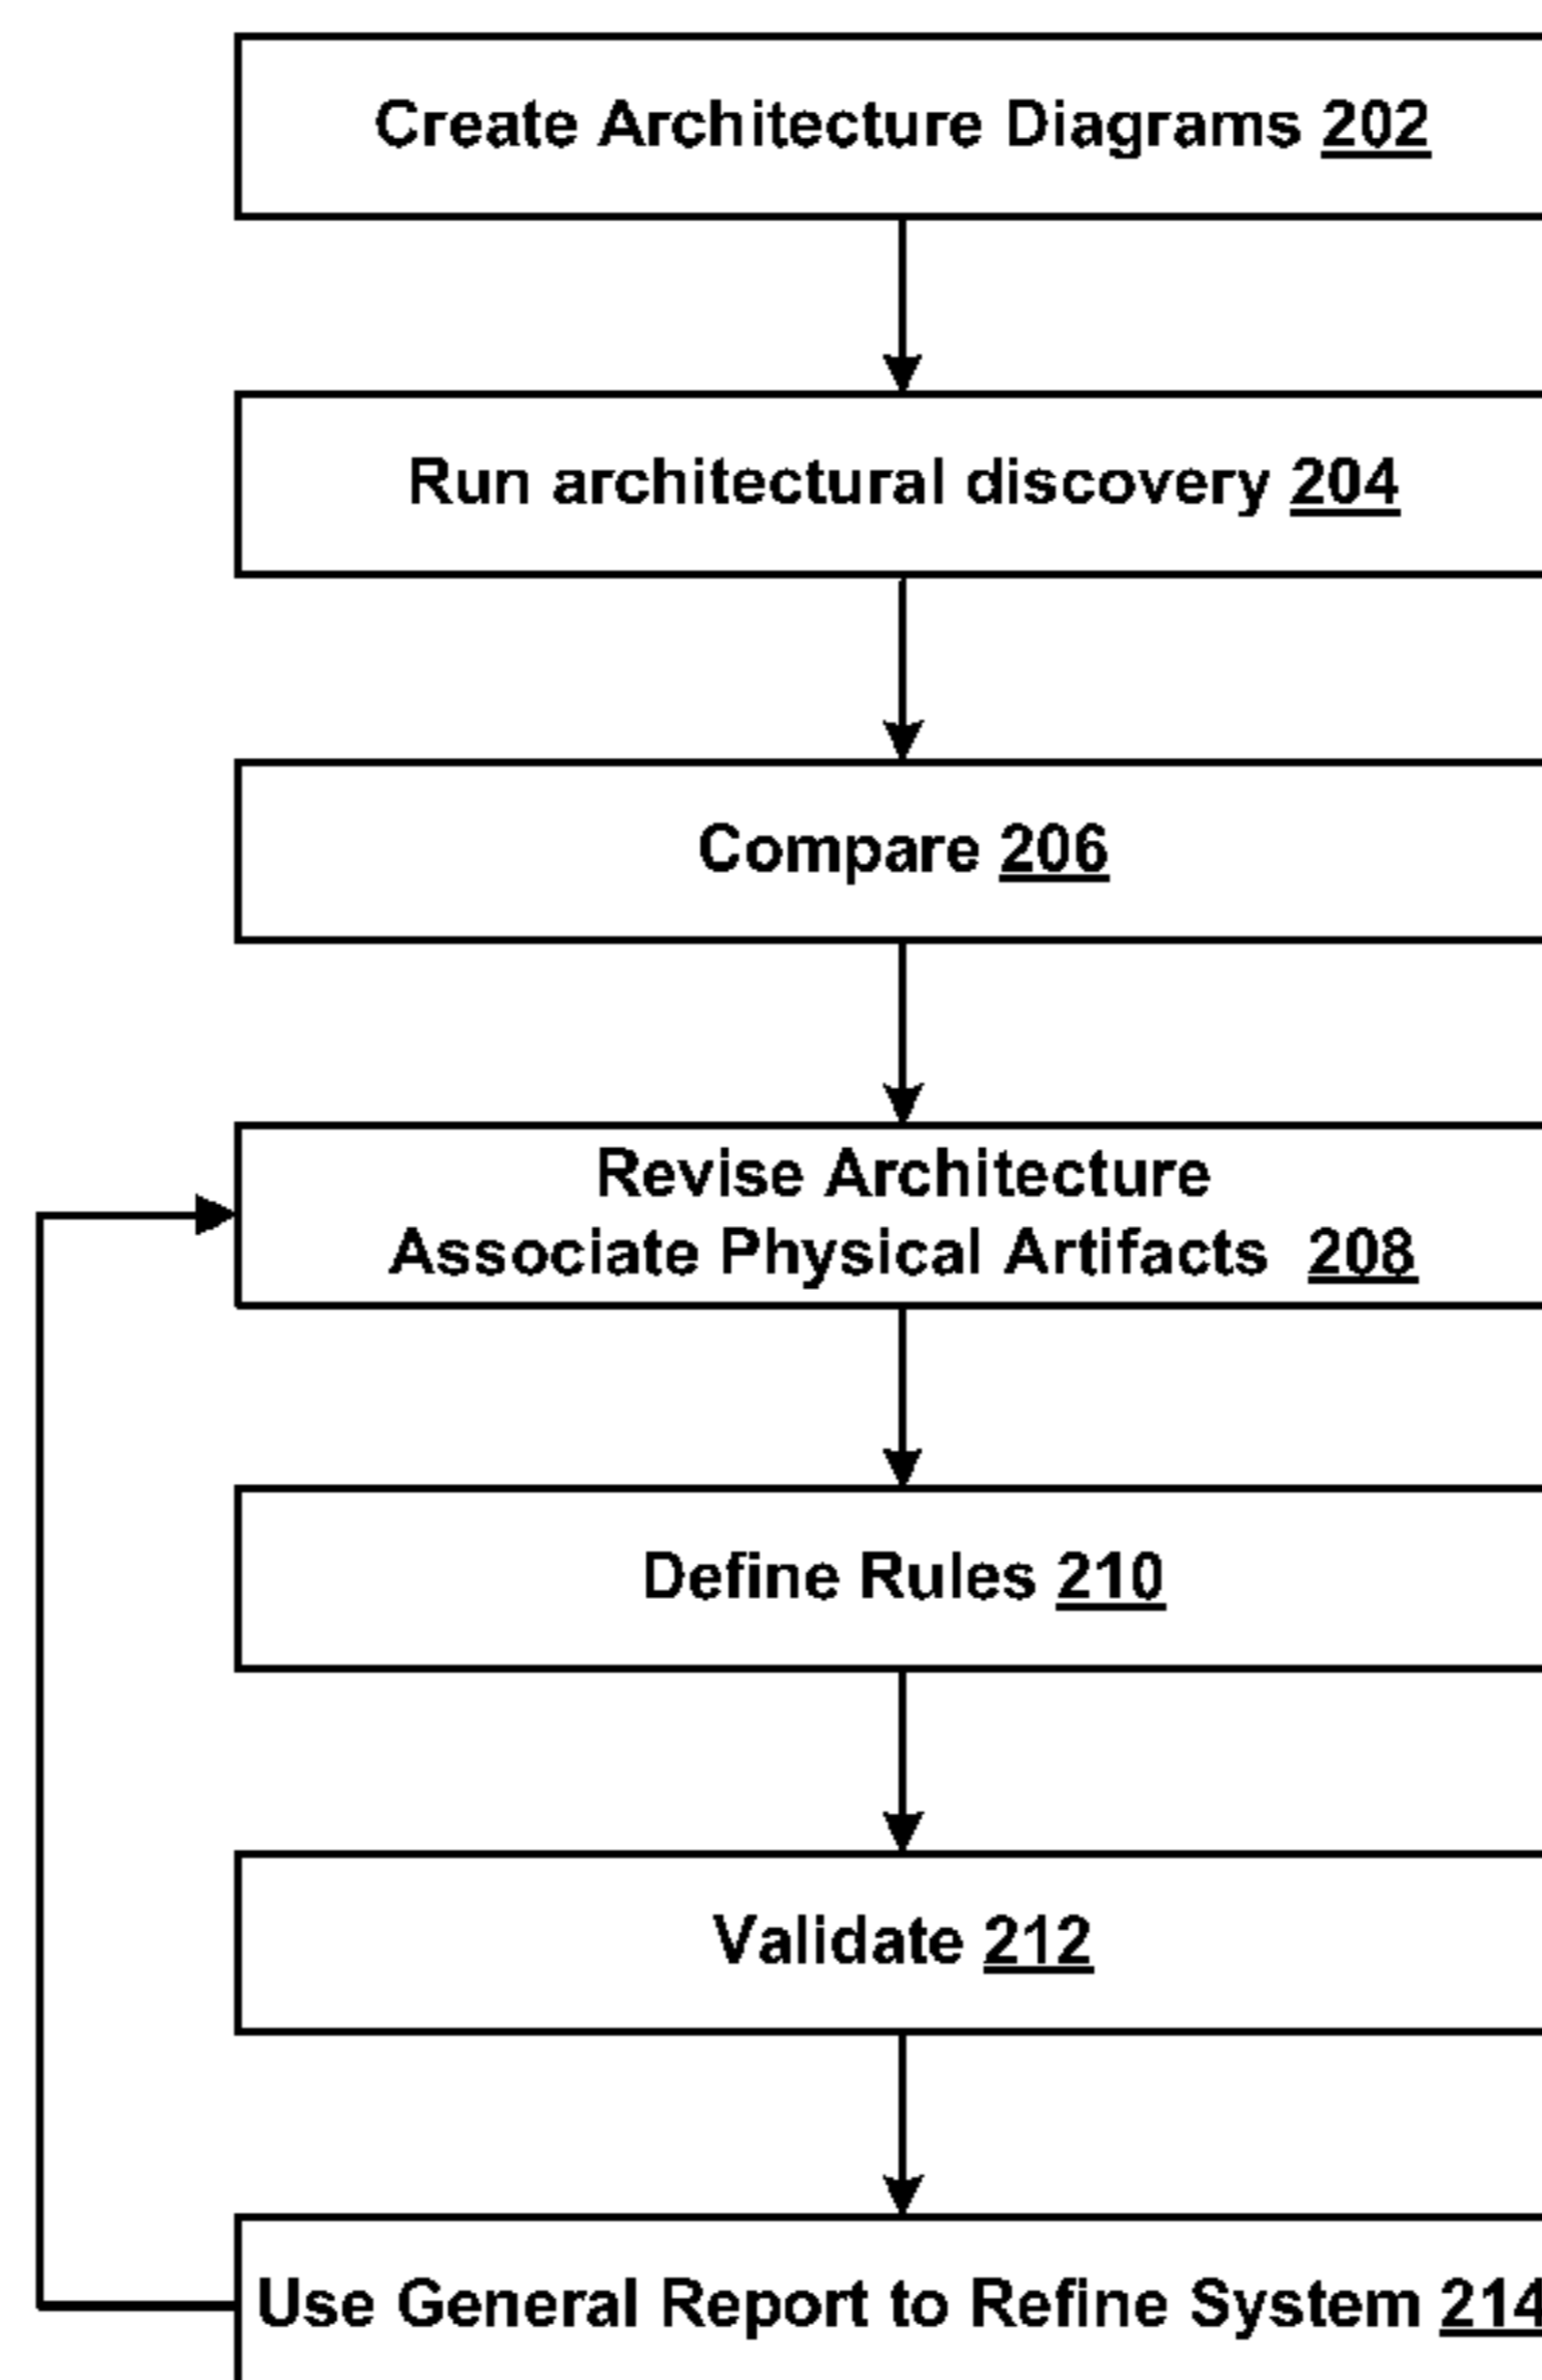 Create Architecture Diagrams 202
Run architectural discovery 204
Compare 206
Revise Architecture
Associate Physical Artifacts 208
Define Rules 210
Validate 212
Use General Report to Refine System 214